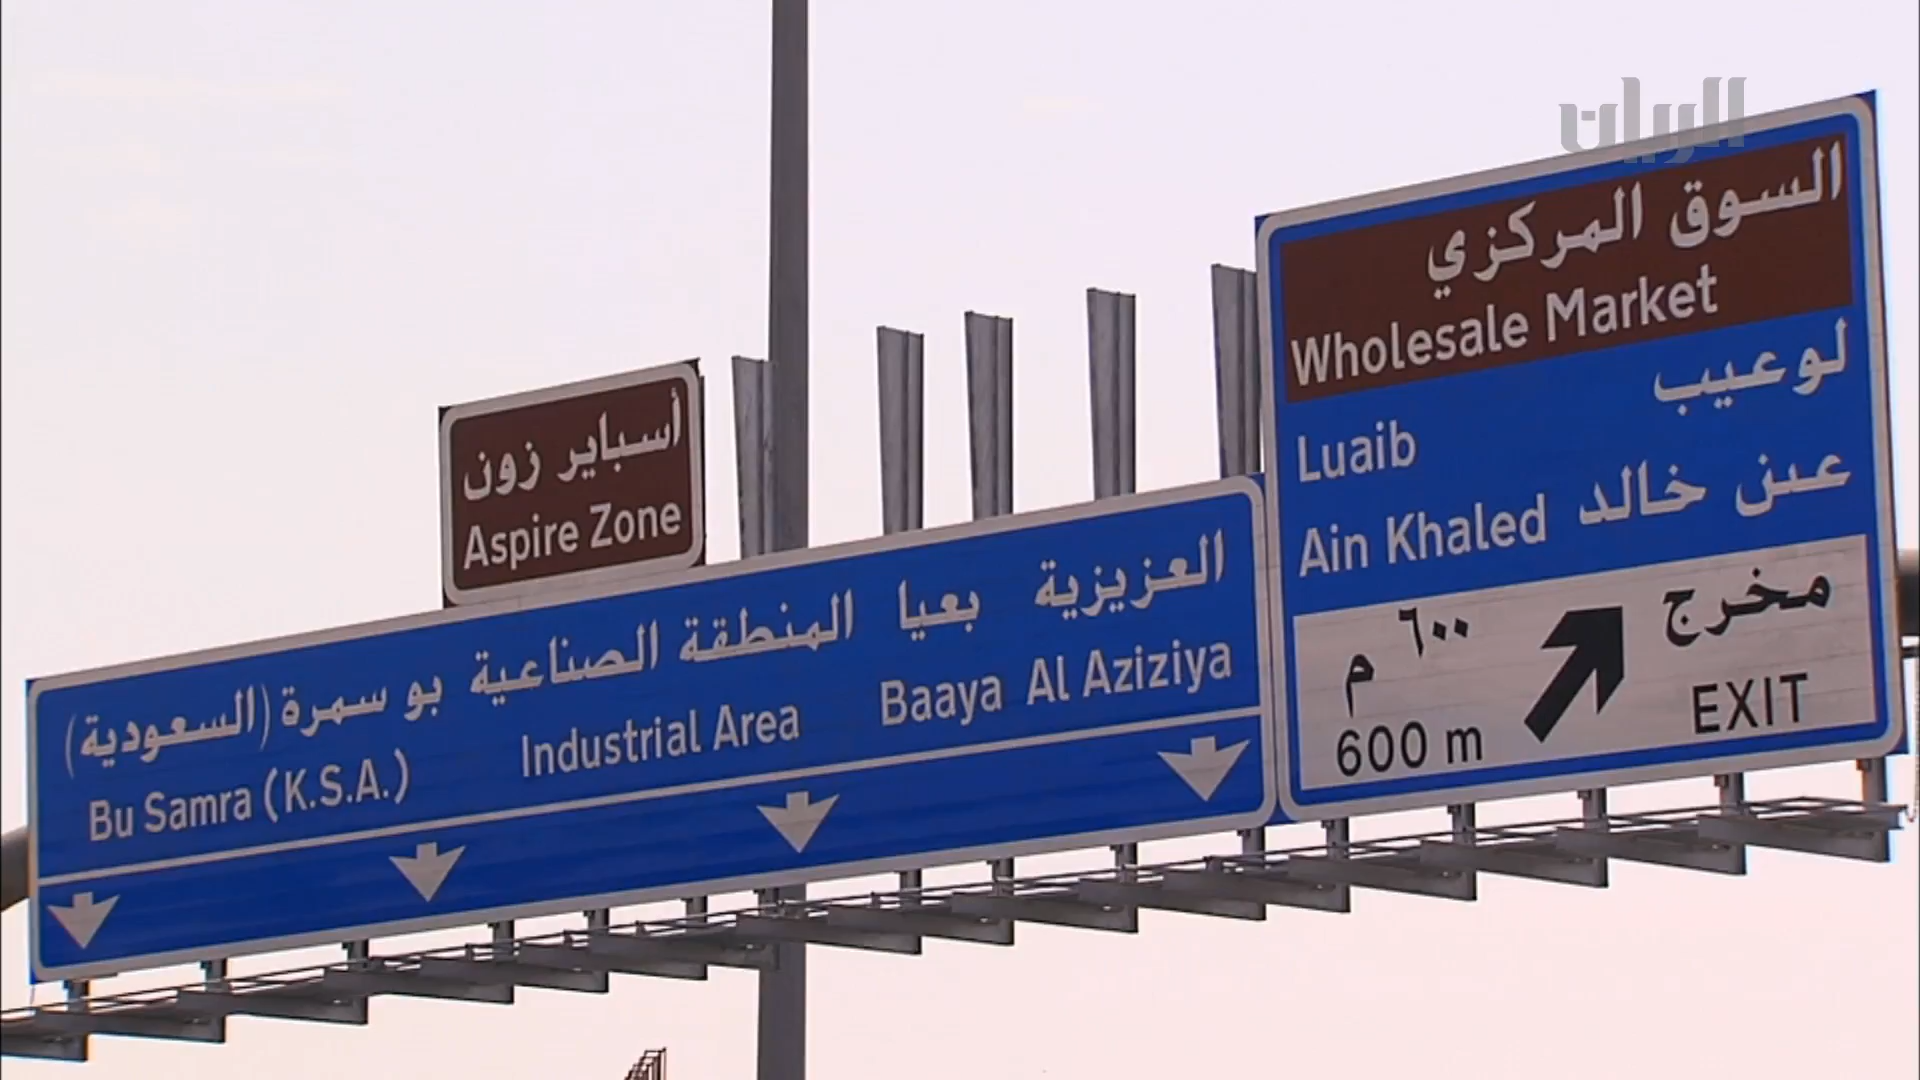 الريان
السوق المركزي
Wholesale Market
لوعيب
Luaib
عين خالد
Ain Khaled
مخرج
٦٠٠ م
EXIT
600 m
أسباير زون
Aspire Zone
العزيزية بعيا المنطقة الصناعية بو سمرة (السعودية)
Bu Samra (K.S.A.) Industrial Area Baaya Al Aziziya